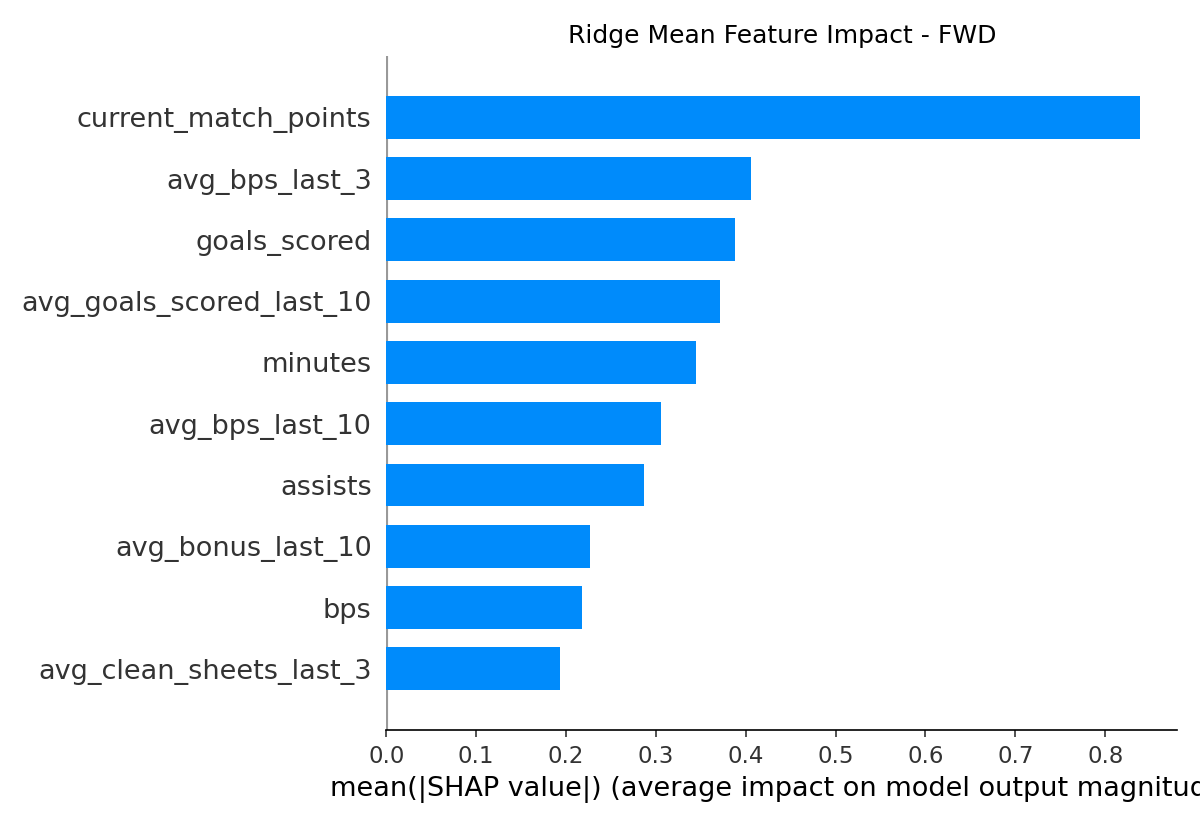 Ridge Mean Feature Impact - FWD
current_match_points
avg_bps_last_3
goals_scored
avg_goals_scored_last_10
minutes
avg_bps_last_10
assists
avg_bonus_last_10
bps
avg_clean_sheets_last_3
0.0 0.1 0.2 0.3 0.4 0.5 0.6 0.7 0.8
mean(|SHAP value|) (average impact on model output magnitud